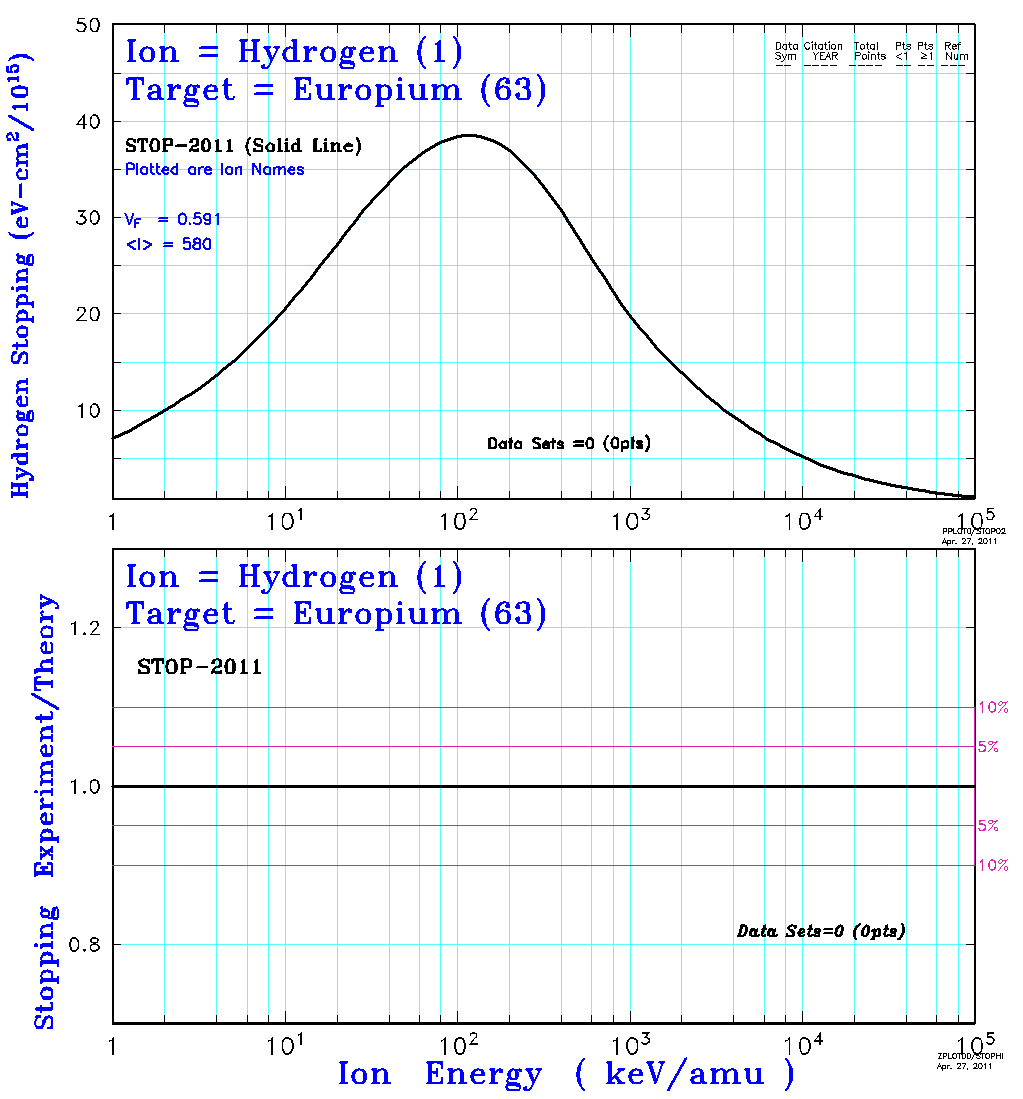 Ion = Hydrogen (1)
Target = Europium (63)
STOP-2011 (Solid Line)
Plotted are Ion Names
V_F = 0.591
<I> = 580
Data Sym Citation YEAR Total Points Pts <1 Pts ≥1 Ref Num
Hydrogen Stopping (eV-cm²/10¹⁵)
50
40
30
20
10
Data Sets =0 (0pts)
1 10¹ 10² 10³ 10⁴ 10⁵
PPLOT0/STOP02
Apr. 27, 2011
Ion = Hydrogen (1)
Target = Europium (63)
STOP-2011
Stopping Experiment/Theory
1.2
1.0
0.8
10%
5%
5%
10%
Data Sets=0 (0pts)
1 10¹ 10² 10³ 10⁴ 10⁵
Ion Energy ( keV/amu )
Apr. 27, 2011